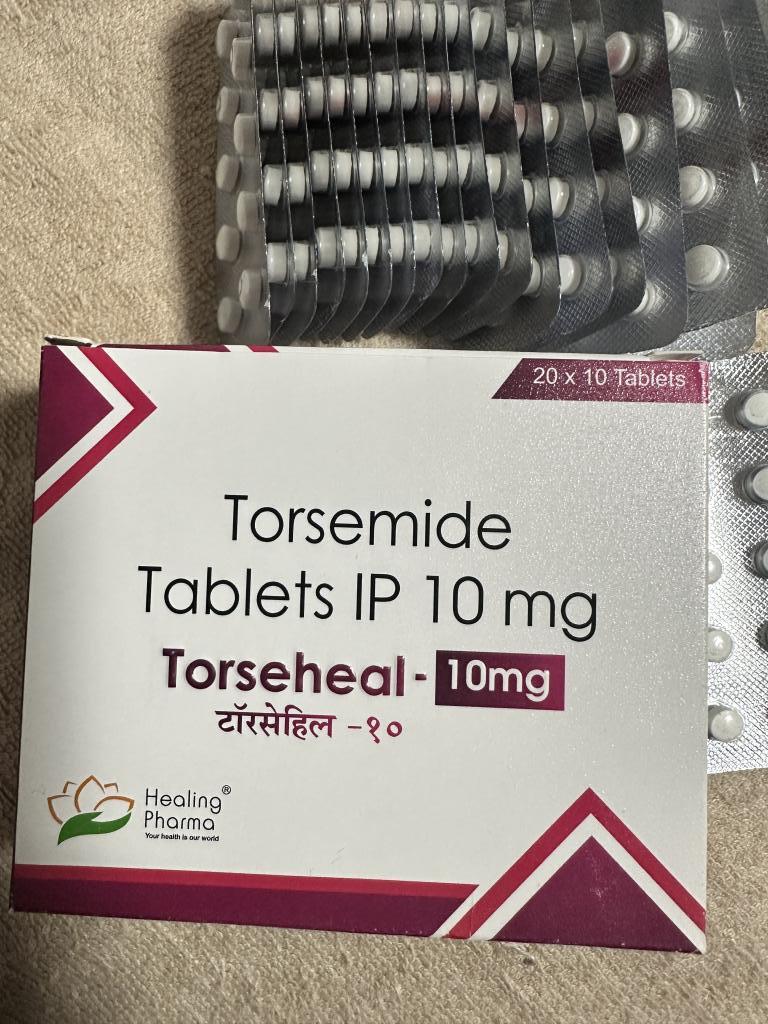 20 x 10 Tablets
Torsemide
Tablets IP 10 mg
Torseheal - 10mg
टॉरसेहिल -१०
Healing®
Pharma
Your health is our world